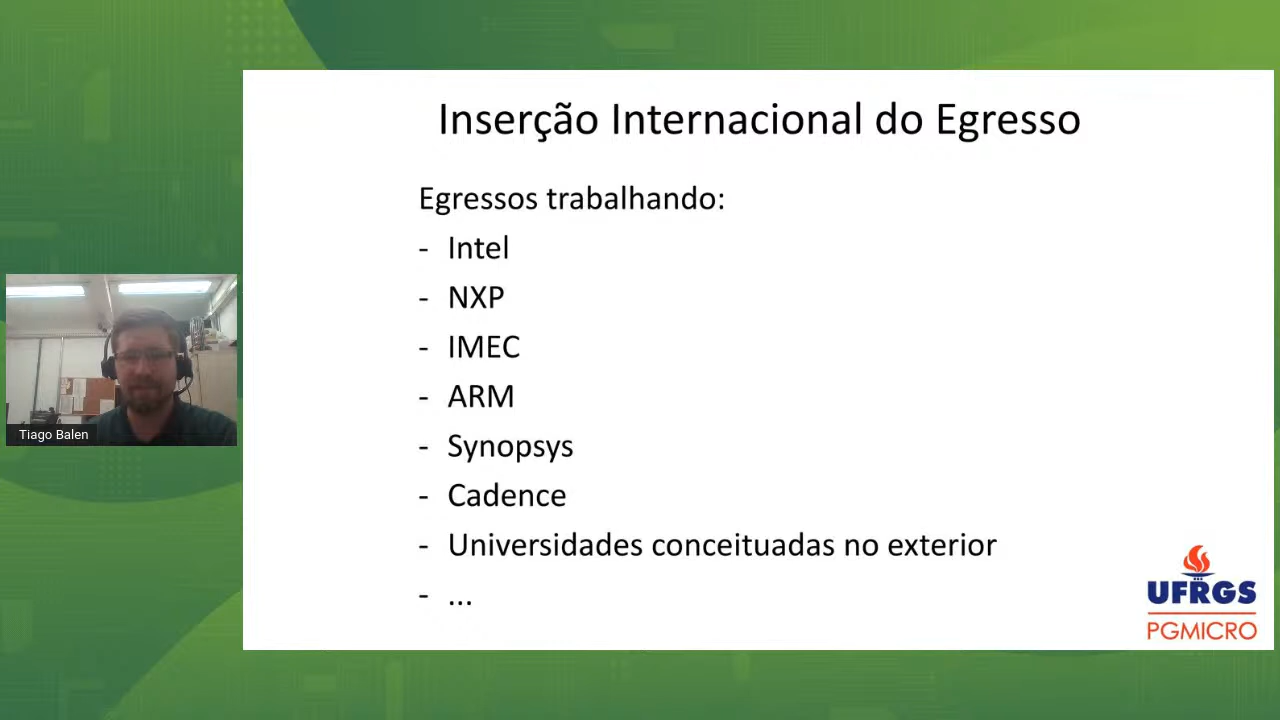 Inserção Internacional do Egresso
Egressos trabalhando:
- Intel
- NXP
- IMEC
- ARM
- Synopsys
- Cadence
- Universidades conceituadas no exterior
- ...
Tiago Balen
UFRGS
PGMICRO